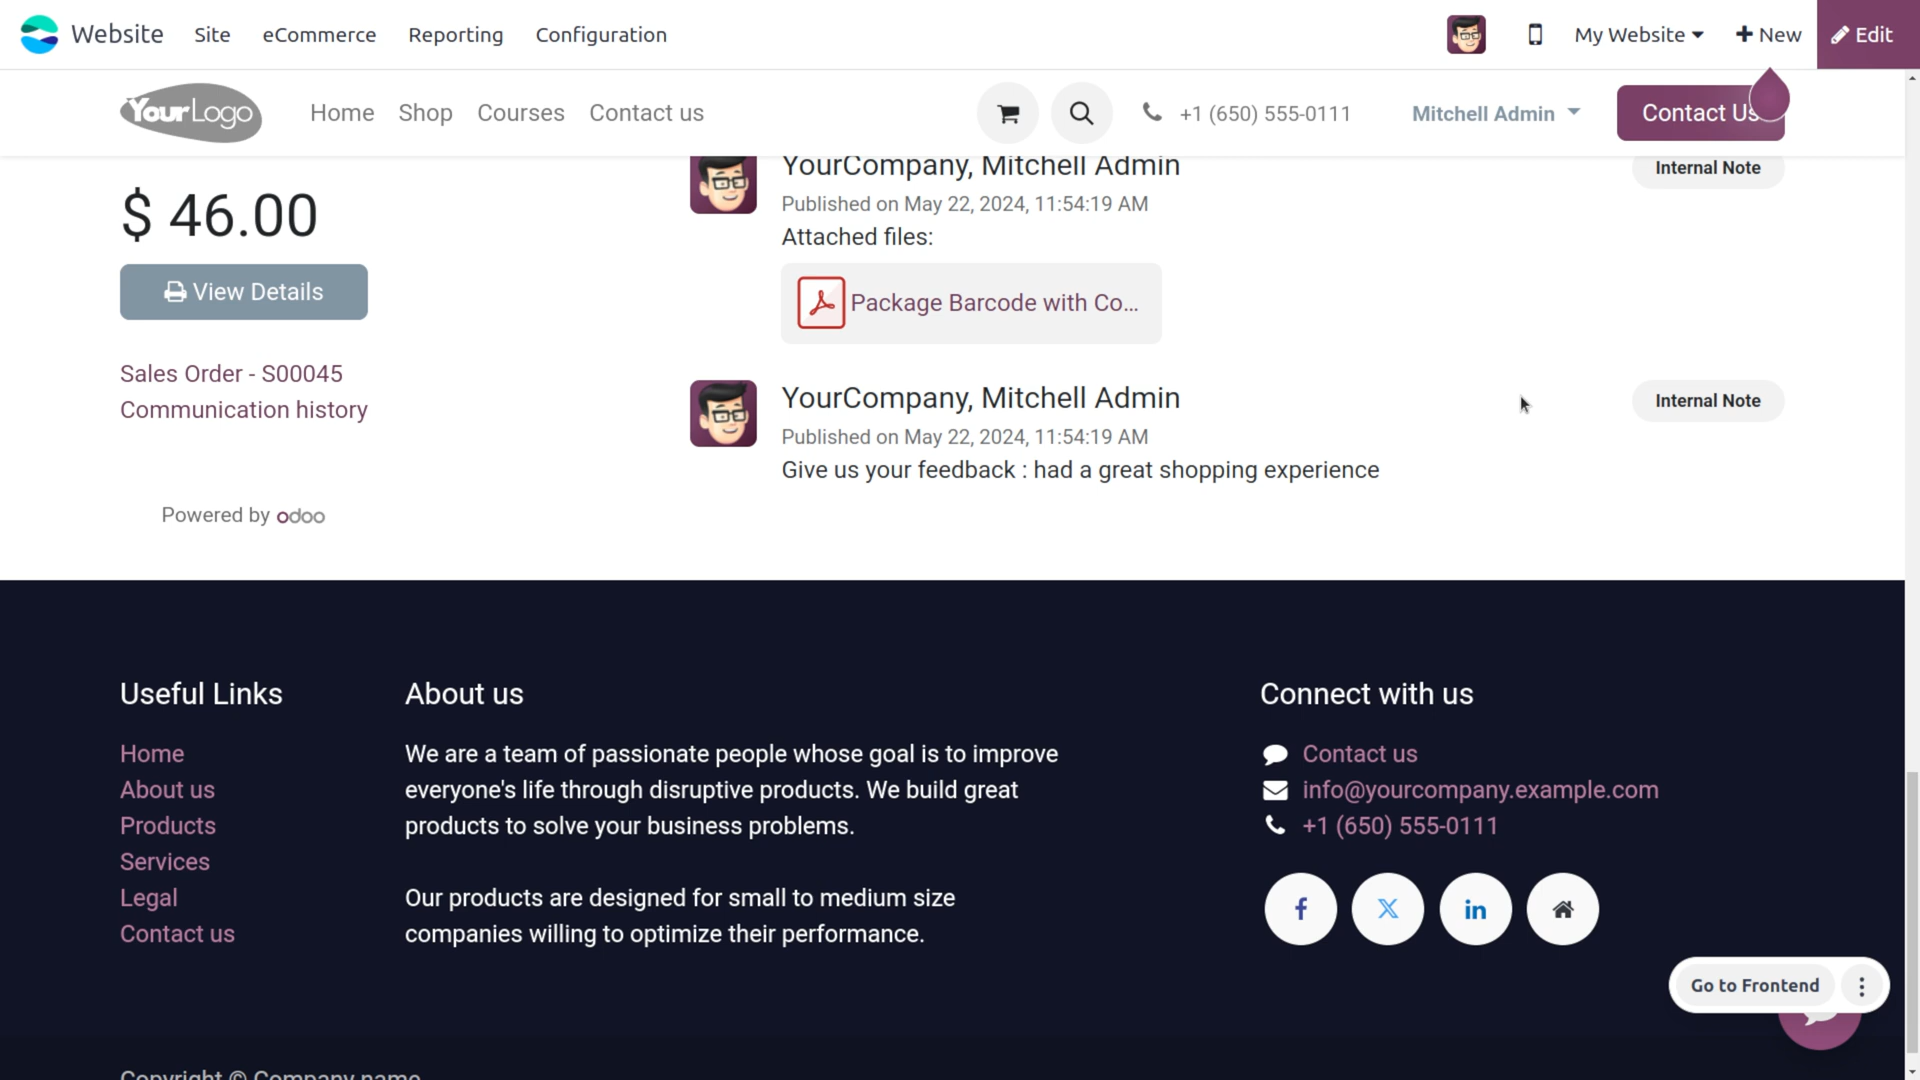 Website Site eCommerce Reporting Configuration My Website New Edit
YourLogo Home Shop Courses Contact us +1 (650) 555-0111 Mitchell Admin Contact Us
$ 46.00
View Details
Sales Order - S00045
Communication history
Powered by odoo
YourCompany, Mitchell Admin Internal Note
Published on May 22, 2024, 11:54:19 AM
Attached files:
Package Barcode with Co...
YourCompany, Mitchell Admin Internal Note
Published on May 22, 2024, 11:54:19 AM
Give us your feedback : had a great shopping experience
Useful Links
Home
About us
Products
Services
Legal
Contact us
About us
We are a team of passionate people whose goal is to improve
everyone's life through disruptive products. We build great
products to solve your business problems.
Our products are designed for small to medium size
companies willing to optimize their performance.
Connect with us
Contact us
info@yourcompany.example.com
+1 (650) 555-0111
Go to Frontend
Copyright © Company name